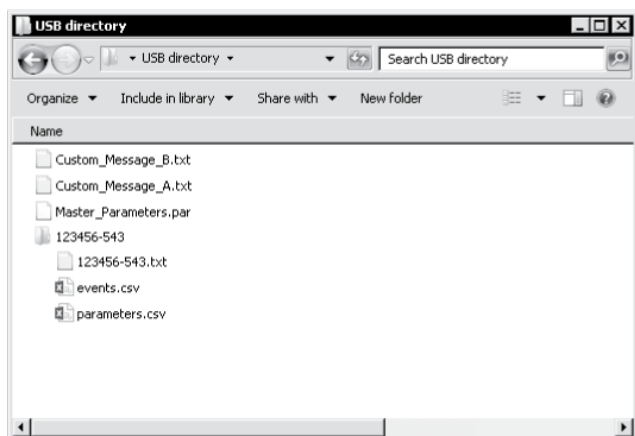 USB directory
USB directory Search USB directory
Organize Include in library Share with New folder
Name
Custom_Message_B.txt
Custom_Message_A.txt
Master_Parameters.par
123456-543
123456-543.txt
events.csv
parameters.csv